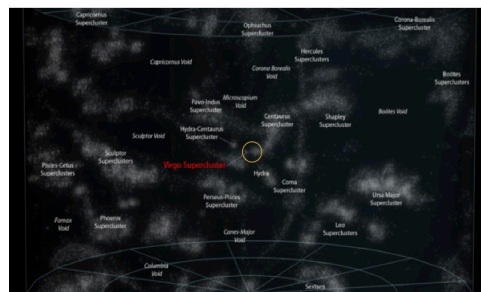 Capricornus
Supercluster
Ophiuchus
Supercluster
Corona-Borealis
Supercluster
Hercules
Superclusters
Capricornus Void
Corona Borealis
Void
Boötes
Superclusters
Pavo-Indus
Supercluster
Microscopium
Void
Boötes Void
Centaurus
Supercluster
Shapley
Supercluster
Sculptor Void
Hydra-Centaurus
Supercluster
Sculptor
Superclusters
Virgo Supercluster
Pisces-Cetus
Superclusters
Hydra
Coma
Supercluster
Perseus-Pisces
Supercluster
Ursa Major
Supercluster
Fornax
Void
Phoenix
Supercluster
Canes-Major
Void
Leo
Superclusters
Columba
Void
Sextans